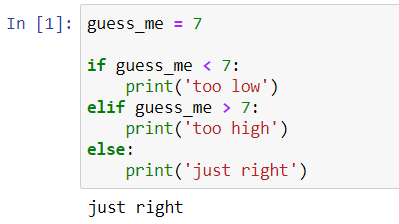 In [1]: guess_me = 7
if guess_me < 7:
    print('too low')
elif guess_me > 7:
    print('too high')
else:
    print('just right')
just right